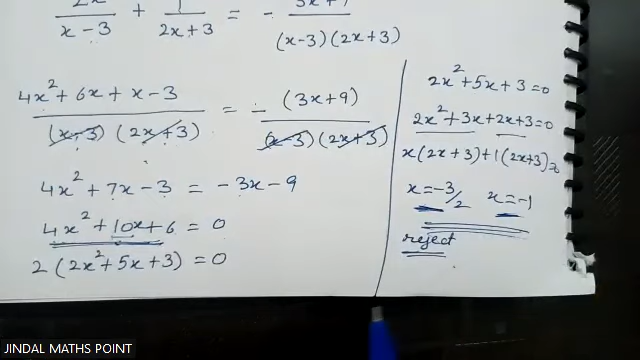 2x/(x-3) + 1/(2x+3) = - (3x+9)/((x-3)(2x+3))
(4x²+6x+x-3)/((x-3)(2x+3)) = - (3x+9)/((x-3)(2x+3))
4x²+7x-3 = -3x-9
4x²+10x+6 = 0
2(2x²+5x+3) = 0
2x²+5x+3=0
2x²+3x+2x+3=0
x(2x+3)+1(2x+3)=0
x=-3/2 x=-1
reject
JINDAL MATHS POINT